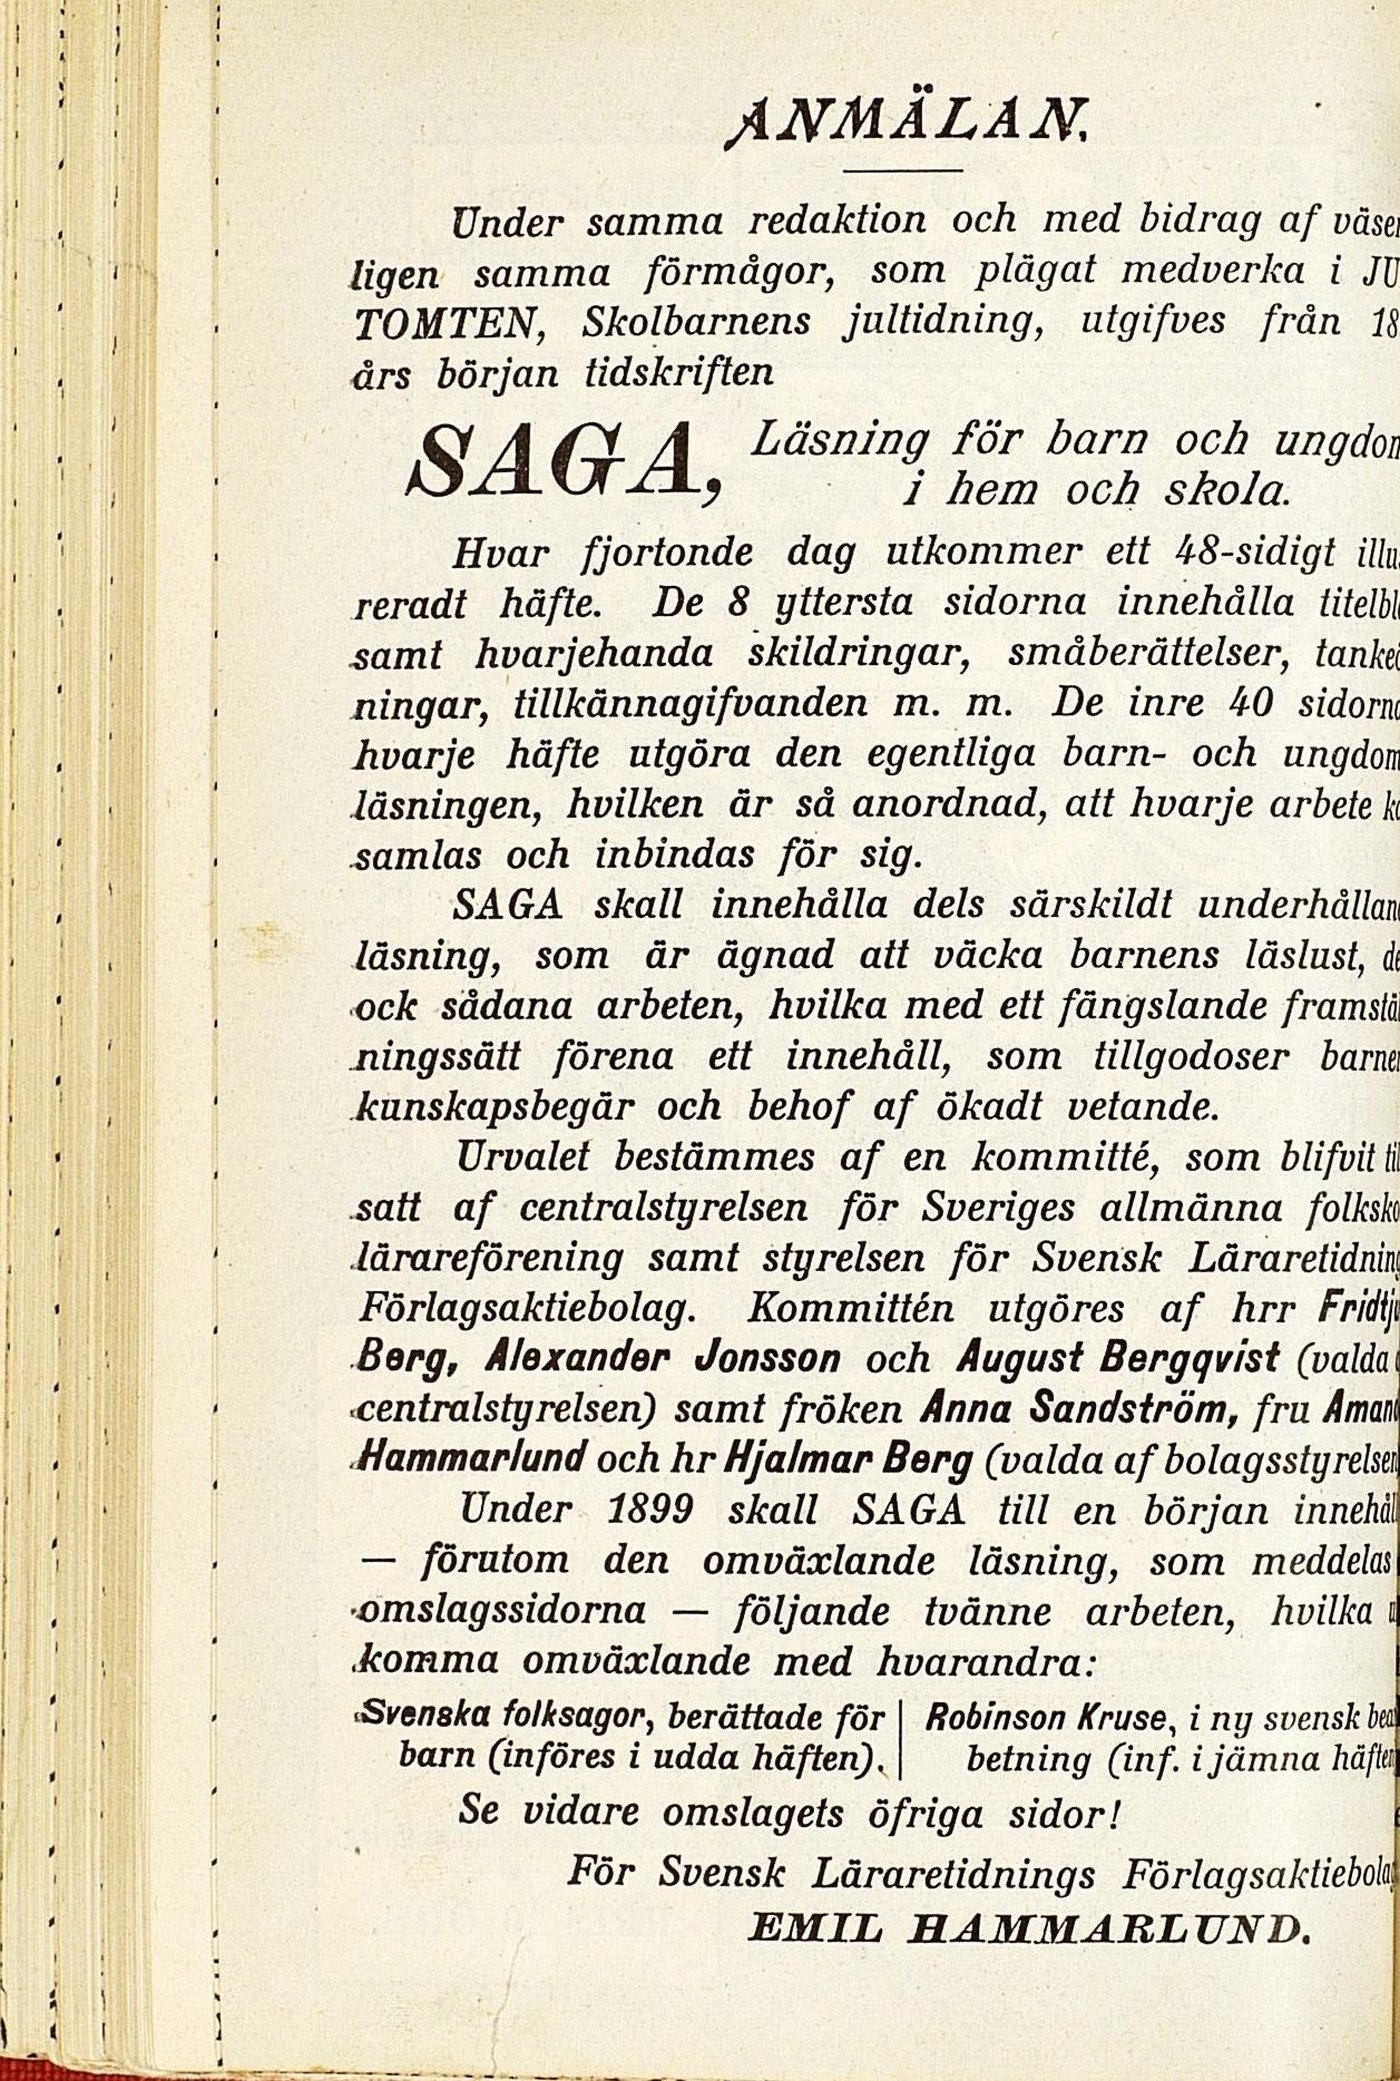 ANMÄLAN.
Under samma redaktion och med bidrag af väsen
ligen samma förmågor, som plägat medverka i JU
TOMTEN, Skolbarnens jultidning, utgifves från 18
års början tidskriften
SAGA, Läsning för barn och ungdom
i hem och skola.
Hvar fjortonde dag utkommer ett 48-sidigt illu
reradt häfte. De 8 yttersta sidorna innehålla titelbl
samt hvarjehanda skildringar, småberättelser, tanke
ningar, tillkännagifvanden m. m. De inre 40 sidorna
hvarje häfte utgöra den egentliga barn- och ungdom
läsningen, hvilken är så anordnad, att hvarje arbete k
samlas och inbindas för sig.
SAGA skall innehålla dels särskildt underhållan
läsning, som är ägnad att väcka barnens läslust, de
ock sådana arbeten, hvilka med ett fängslande framstäl
ningssätt förena ett innehåll, som tillgodoser barne
kunskapsbegär och behof af ökadt vetande.
Urvalet bestämmes af en kommitté, som blifvit til
satt af centralstyrelsen för Sveriges allmänna folksko
lärareförening samt styrelsen för Svensk Läraretidning
Förlagsaktiebolag. Kommittén utgöres af hrr Fridtju
Berg, Alexander Jonsson och August Bergqvist (valda
centralstyrelsen) samt fröken Anna Sandström, fru Aman
Hammarlund och hr Hjalmar Berg (valda af bolagsstyrelsen
Under 1899 skall SAGA till en början innehåll
— förutom den omväxlande läsning, som meddelas
omslagssidorna — följande tvänne arbeten, hvilka
komma omväxlande med hvarandra:
Svenska folksagor, berättade för
barn (införes i udda häften).
Robinson Kruse, i ny svensk bear
betning (inf. i jämna häften
Se vidare omslagets öfriga sidor!
För Svensk Läraretidnings Förlagsaktiebolag
EMIL HAMMARLUND.